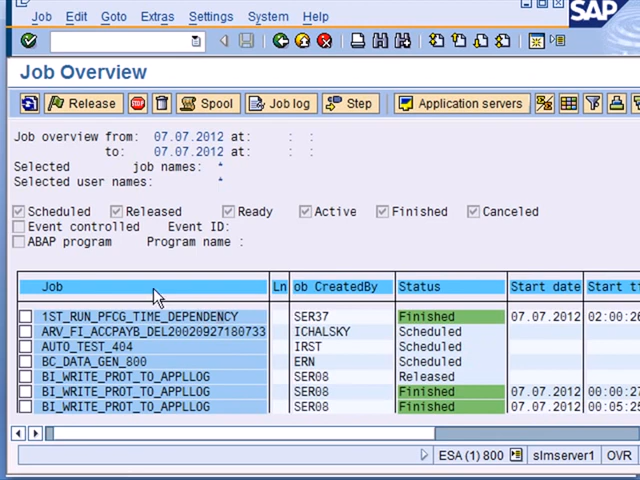 Job Edit Goto Extras Settings System Help
SAP
Job Overview
Release Spool Job log Step Application servers
Job overview from: 07.07.2012 at: : :
to: 07.07.2012 at: : :
Selected job names: *
Selected user names: *
Scheduled Released Ready Active Finished Canceled
Event controlled Event ID:
ABAP program Program name :
Job Ln ob CreatedBy Status Start date Start ti
1ST_RUN_PFCG_TIME_DEPENDENCY SER37 Finished 07.07.2012 02:00:26
ARV_FI_ACCPAYB_DEL20020927180733 ICHALSKY Scheduled
AUTO_TEST_404 IRST Scheduled
BC_DATA_GEN_800 ERN Scheduled
BI_WRITE_PROT_TO_APPLLOG SER08 Released
BI_WRITE_PROT_TO_APPLLOG SER08 Finished 07.07.2012 00:00:27
BI_WRITE_PROT_TO_APPLLOG SER08 Finished 07.07.2012 00:05:25
ESA (1) 800 slmserver1 OVR